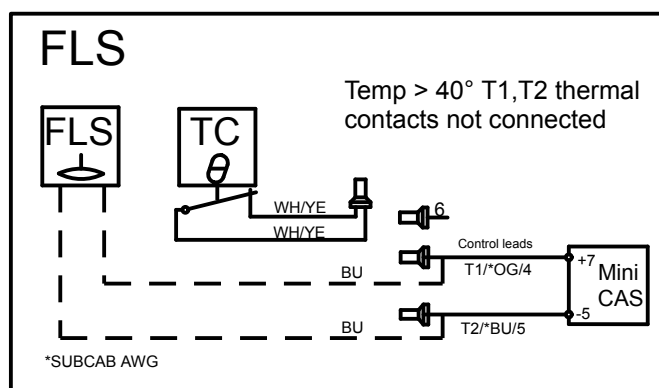 FLS
Temp > 40° T1,T2 thermal
contacts not connected
FLS
TC
WH/YE
WH/YE
6
Control leads
BU
T1/*OG/4
+7
Mini
CAS
BU
T2/*BU/5
-5
*SUBCAB AWG